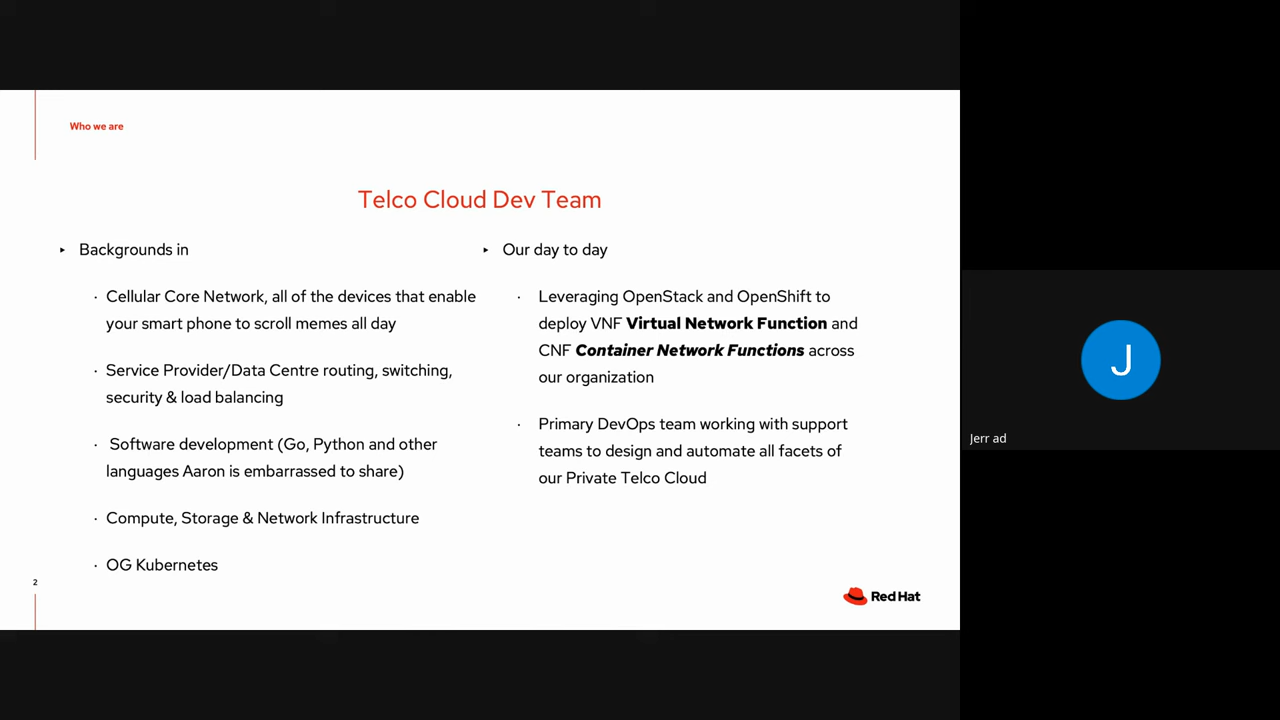 Who we are
Telco Cloud Dev Team
▸ Backgrounds in
· Cellular Core Network, all of the devices that enable
your smart phone to scroll memes all day
· Service Provider/Data Centre routing, switching,
security & load balancing
· Software development (Go, Python and other
languages Aaron is embarrassed to share)
· Compute, Storage & Network Infrastructure
· OG Kubernetes
▸ Our day to day
· Leveraging OpenStack and OpenShift to
deploy VNF Virtual Network Function and
CNF Container Network Functions across
our organization
· Primary DevOps team working with support
teams to design and automate all facets of
our Private Telco Cloud
2
Red Hat
J
Jerr ad